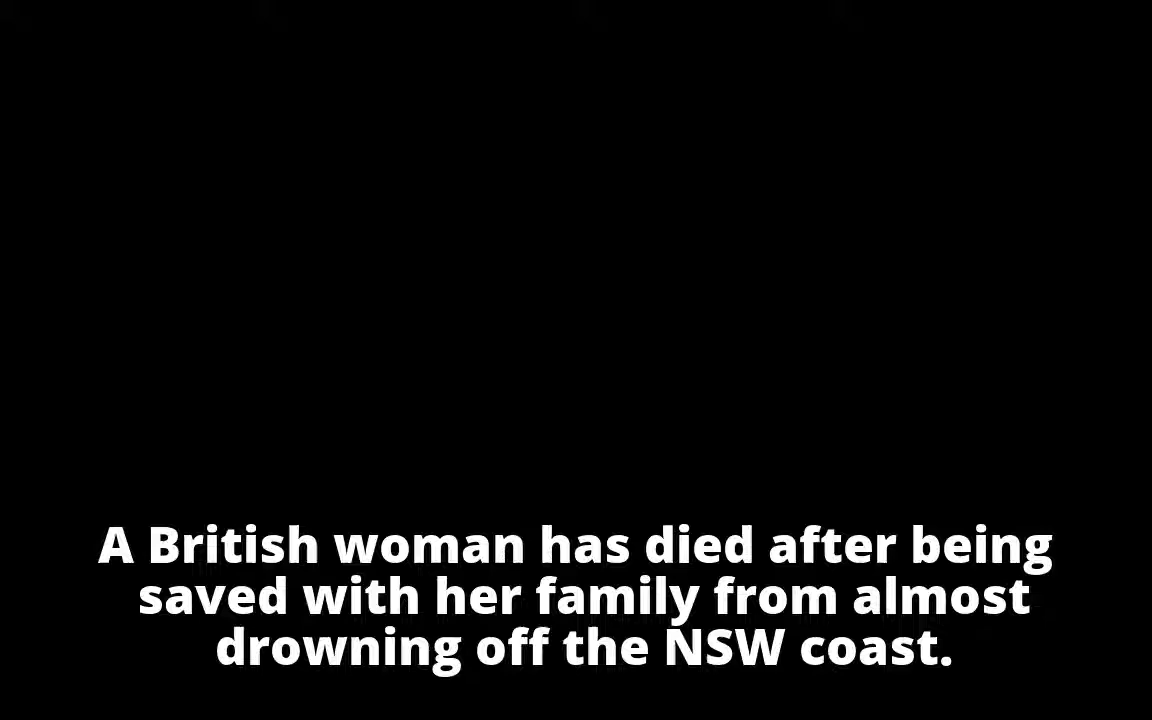 A British woman has died after being
saved with her family from almost
drowning off the NSW coast.